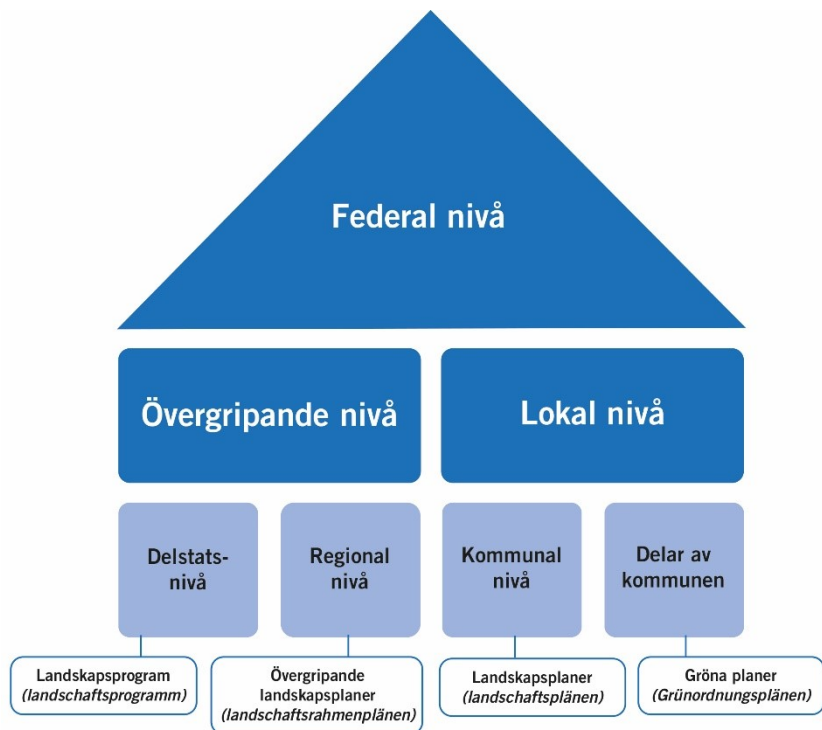 Federal nivå
Övergripande nivå
Lokal nivå
Delstats-
nivå
Regional
nivå
Kommunal
nivå
Delar av
kommunen
Landskapsprogram
(landschaftsprogramm)
Övergripande
landskapsplaner
(landschaftsrahmenplänen)
Landskapsplaner
(landschaftsplänen)
Gröna planer
(Grünordnungsplänen)